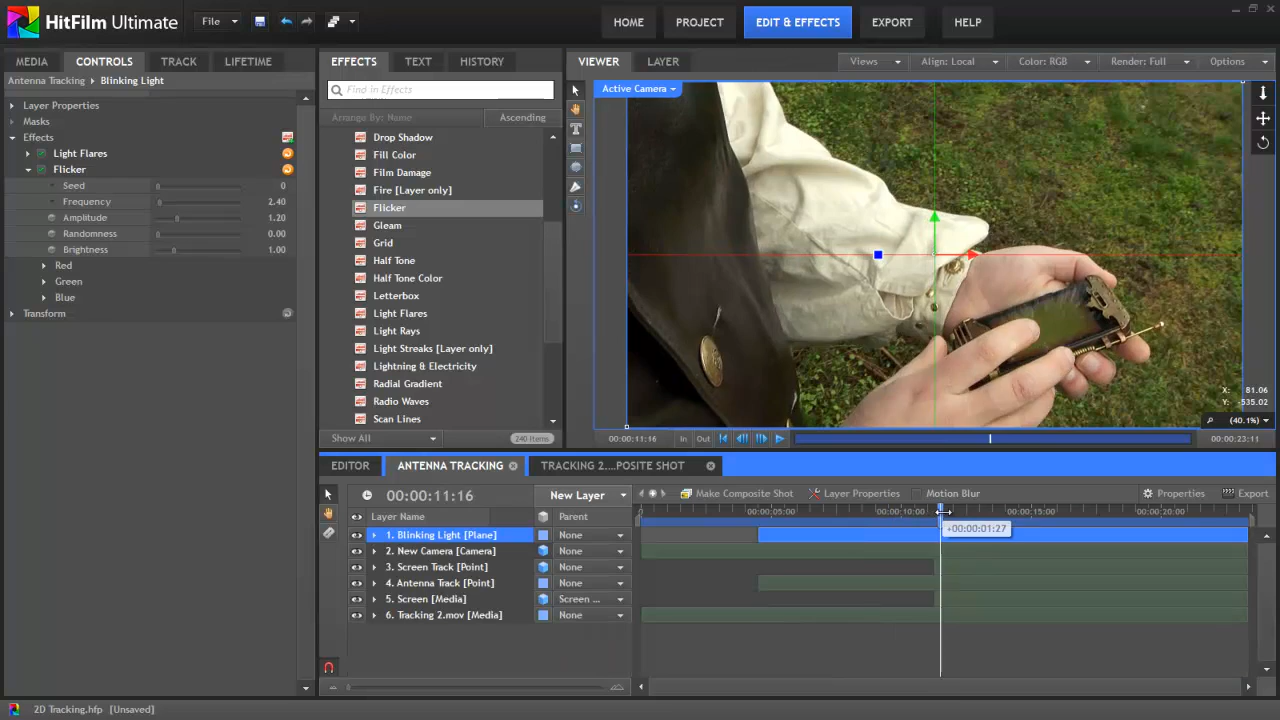 HitFilm Ultimate
File
HOME
PROJECT
EDIT & EFFECTS
EXPORT
HELP
MEDIA
CONTROLS
TRACK
LIFETIME
EFFECTS
TEXT
HISTORY
VIEWER
LAYER
Views
Align: Local
Color: RGB
Render: Full
Options
Antenna Tracking
Blinking Light
Layer Properties
Masks
Effects
Light Flares
Flicker
Seed 0
Frequency 2.40
Amplitude 1.20
Randomness 0.00
Brightness 1.00
Red
Green
Blue
Transform
Find in Effects
Arrange By: Name
Ascending
Drop Shadow
Fill Color
Film Damage
Fire [Layer only]
Flicker
Gleam
Grid
Half Tone
Half Tone Color
Letterbox
Light Flares
Light Rays
Light Streaks [Layer only]
Lightning & Electricity
Radial Gradient
Radio Waves
Scan Lines
Show All
240 Items
Active Camera
X: 81.06
Y: -535.02
(40.1%)
00:00:11:16
In
Out
00:00:23:11
EDITOR
ANTENNA TRACKING
TRACKING 2....POSITE SHOT
00:00:11:16
New Layer
Make Composite Shot
Layer Properties
Motion Blur
Properties
Export
Layer Name
Parent
00:00:05:00
00:00:10:00
00:00:15:00
00:00:20:00
+00:00:01:27
1. Blinking Light [Plane] None
2. New Camera [Camera] None
3. Screen Track [Point] None
4. Antenna Track [Point] None
5. Screen [Media] Screen ...
6. Tracking 2.mov [Media] None
2D Tracking.hfp [Unsaved]